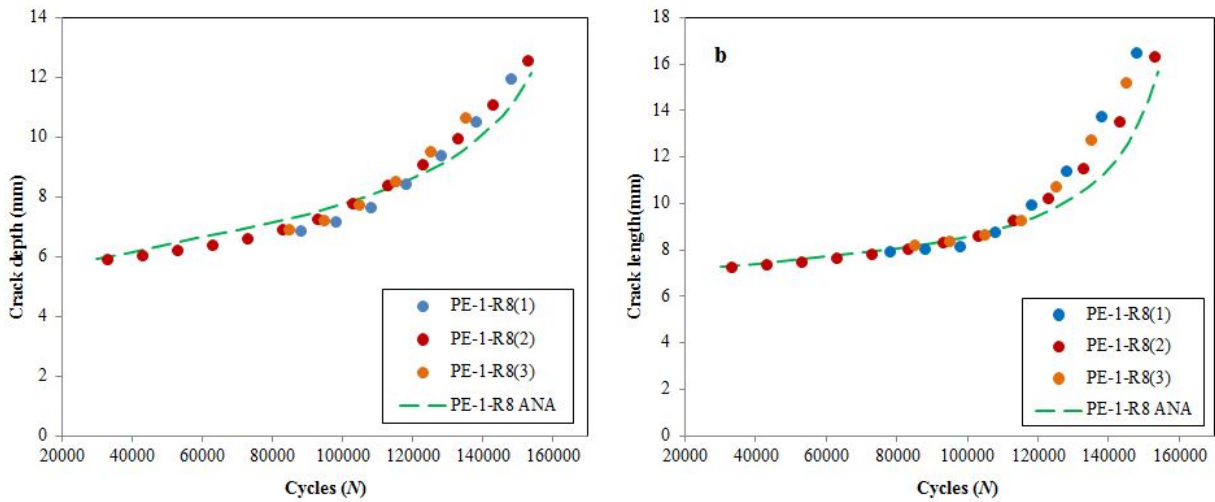 14
12
10
8
6
4
2
0
Crack depth (mm)
20000 40000 60000 80000 100000 120000 140000 160000
Cycles (N)
PE-1-R8(1)
PE-1-R8(2)
PE-1-R8(3)
PE-1-R8 ANA
b
18
16
14
12
10
8
6
4
2
0
Crack length(mm)
20000 40000 60000 80000 100000 120000 140000 160000
Cycles (N)
PE-1-R8(1)
PE-1-R8(2)
PE-1-R8(3)
PE-1-R8 ANA